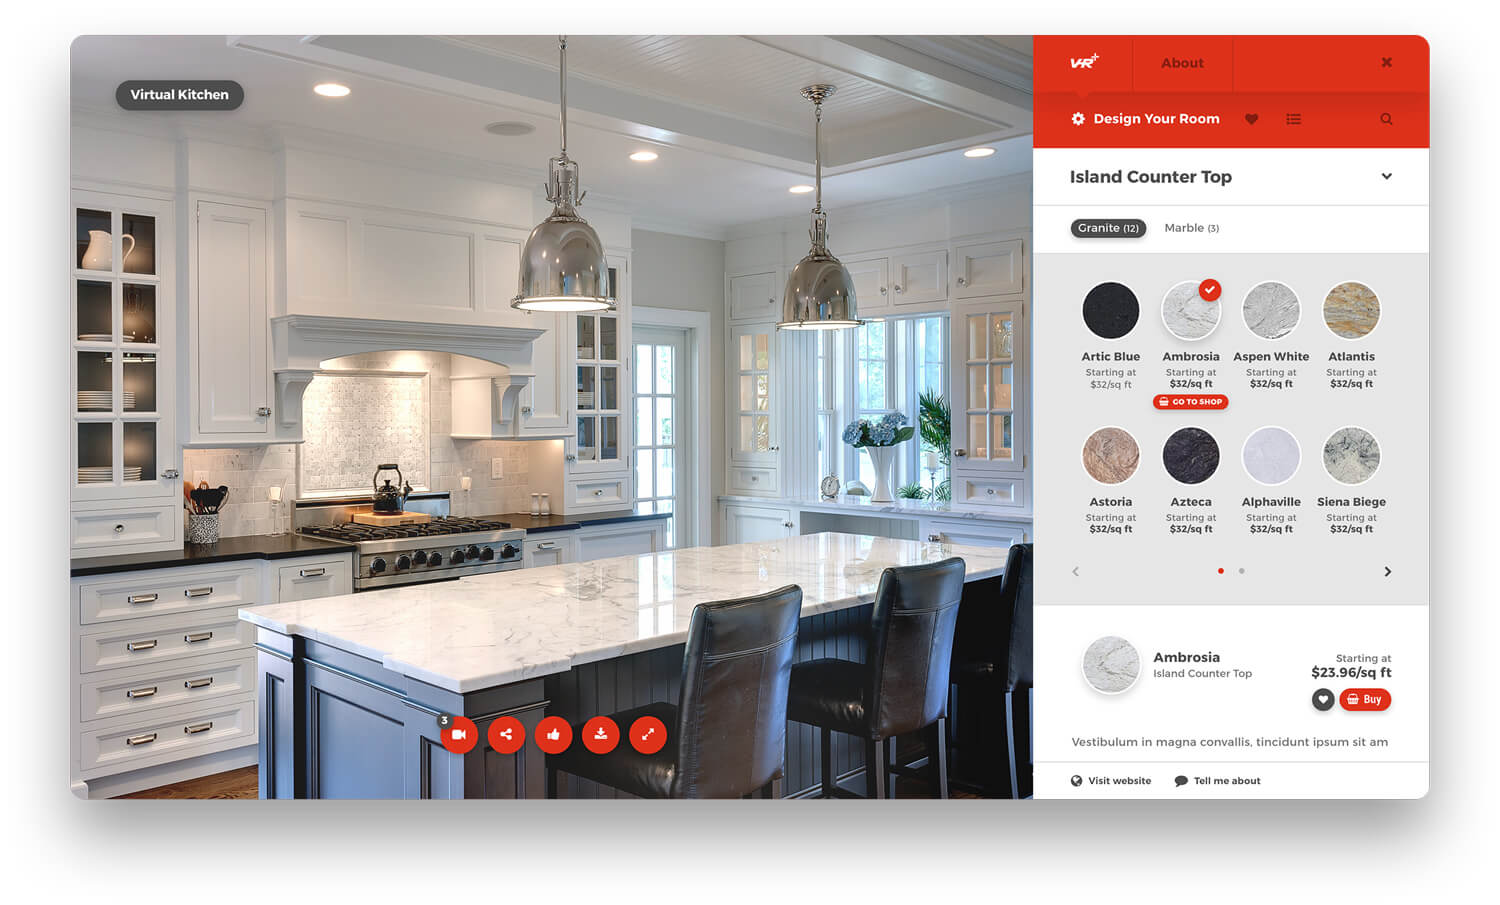 Virtual Kitchen
VR+
About
Design Your Room
Island Counter Top
Granite (12) Marble (3)
Artic Blue Ambrosia Aspen White Atlantis
Starting at Starting at Starting at Starting at
$32/sq ft $32/sq ft $32/sq ft $32/sq ft
GO TO SHOP
Astoria Azteca Alphaville Siena Biege
Starting at Starting at Starting at Starting at
$32/sq ft $32/sq ft $32/sq ft $32/sq ft
Ambrosia
Island Counter Top
Starting at
$23.96/sq ft
Buy
3
Vestibulum in magna convallis, tincidunt ipsum sit am
Visit website Tell me about